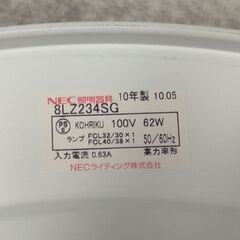 NEC照明器具 10年製 10.05
8LZ234SG
PS E KOHRIKU 100V 62W
ランプ FCL32/30×1 50/60Hz
FCL40/38×1
入力電流 0.63A 高力率形
NECライティング株式会社